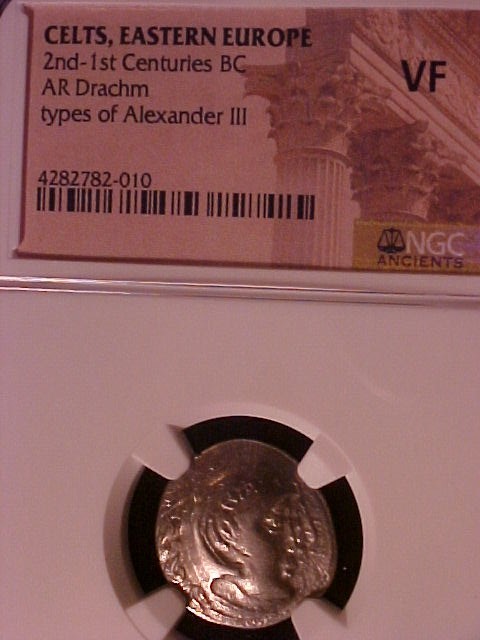 CELTS, EASTERN EUROPE
2nd-1st Centuries BC
AR Drachm
types of Alexander III
VF
4282782-010
NGC
ANCIENTS